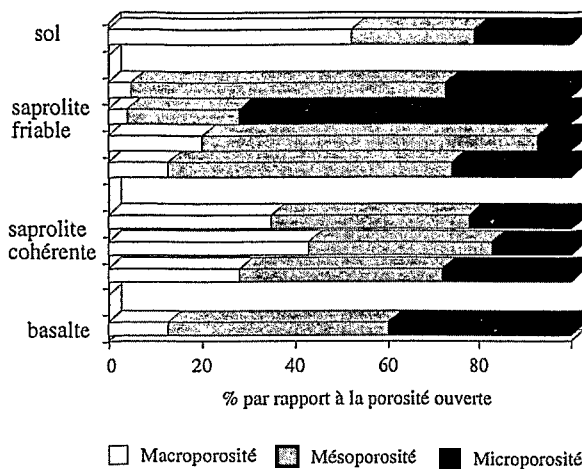 sol
saprolite
friable
saprolite
cohérente
basalte
0 20 40 60 80
% par rapport à la porosité ouverte
Macroporosité Mésoporosité Microporosité